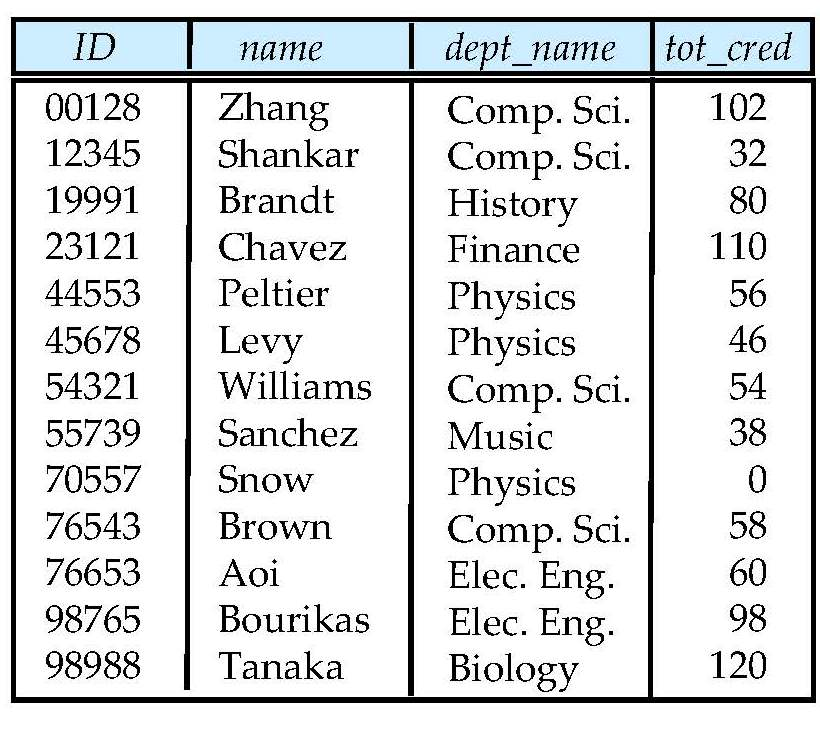 ID name dept_name tot_cred
00128 Zhang Comp. Sci. 102
12345 Shankar Comp. Sci. 32
19991 Brandt History 80
23121 Chavez Finance 110
44553 Peltier Physics 56
45678 Levy Physics 46
54321 Williams Comp. Sci. 54
55739 Sanchez Music 38
70557 Snow Physics 0
76543 Brown Comp. Sci. 58
76653 Aoi Elec. Eng. 60
98765 Bourikas Elec. Eng. 98
98988 Tanaka Biology 120